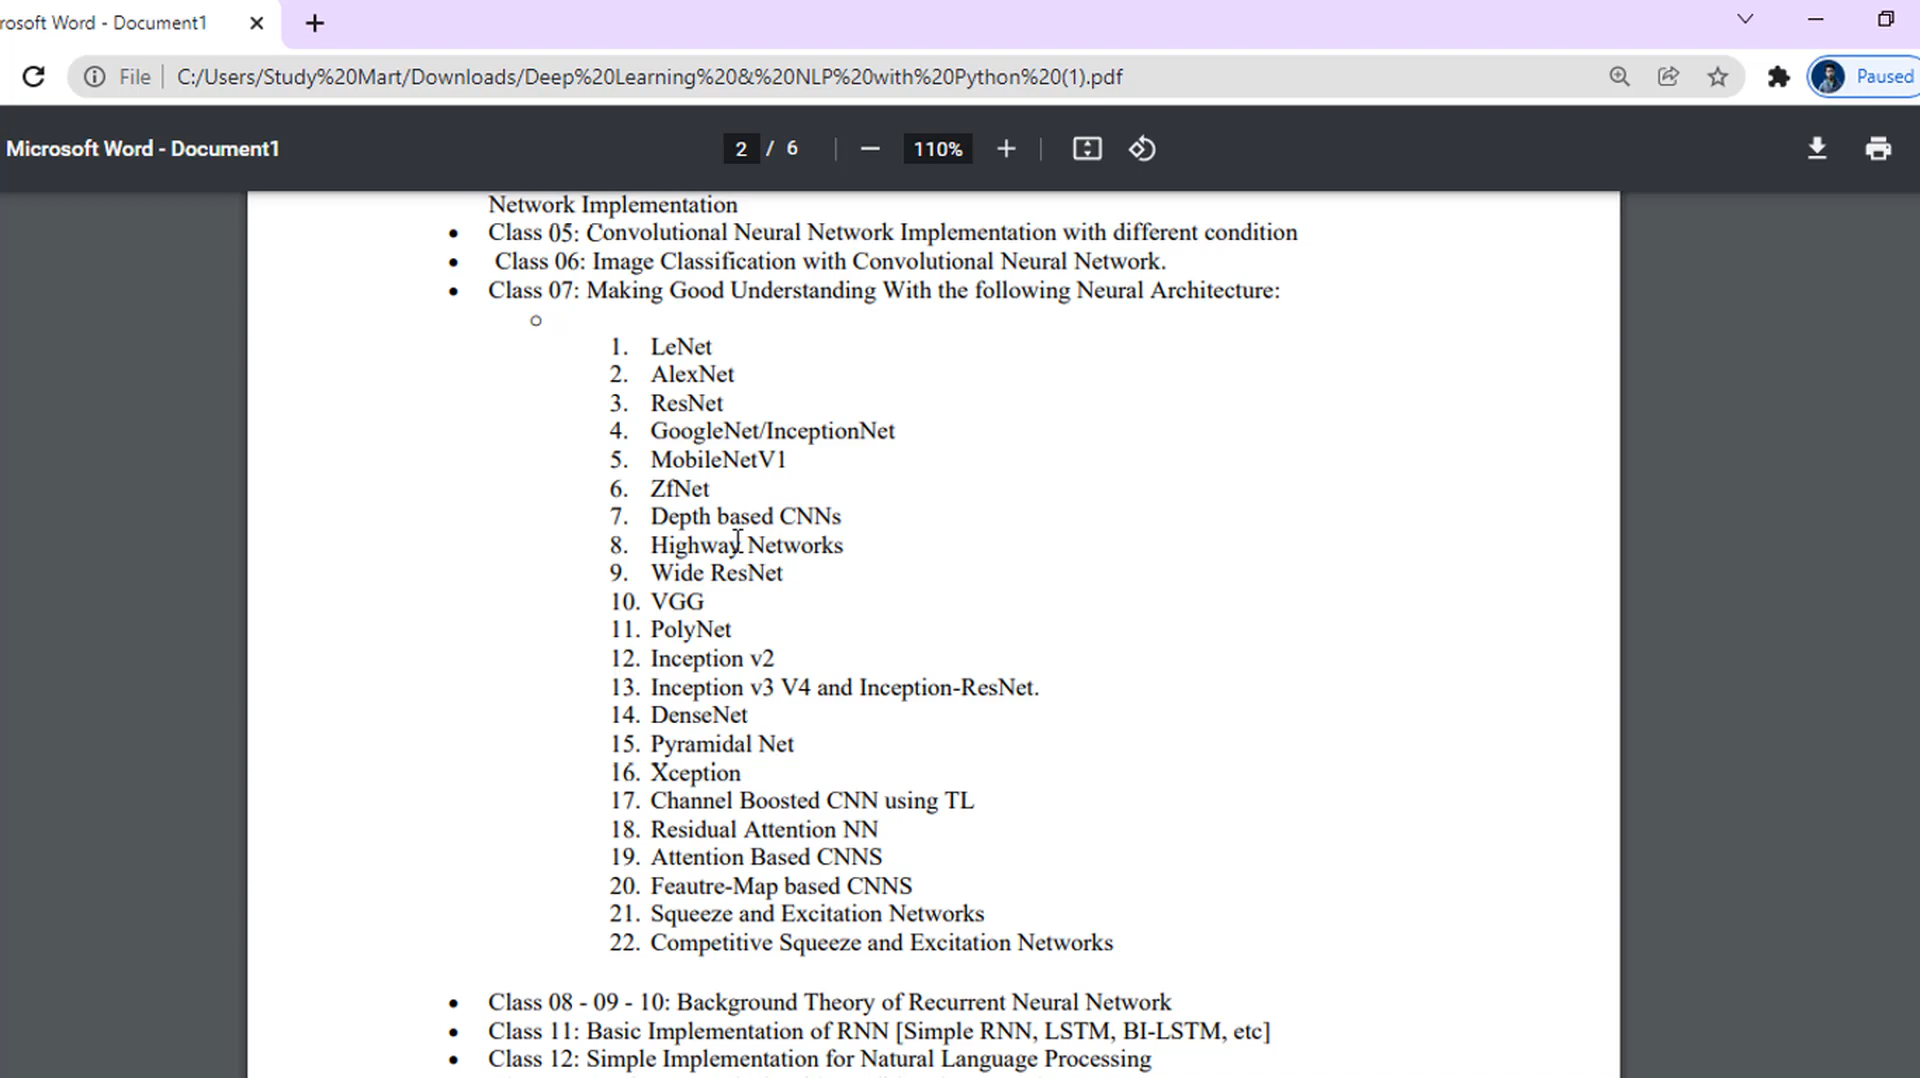 rosoft Word - Document1
File
C:/Users/Study%20Mart/Downloads/Deep%20Learning%20&%20NLP%20with%20Python%20(1).pdf
Paused
Microsoft Word - Document1
2 / 6
110%
Network Implementation
• Class 05: Convolutional Neural Network Implementation with different condition
• Class 06: Image Classification with Convolutional Neural Network.
• Class 07: Making Good Understanding With the following Neural Architecture:
1. LeNet
2. AlexNet
3. ResNet
4. GoogleNet/InceptionNet
5. MobileNetV1
6. ZfNet
7. Depth based CNNs
8. Highway Networks
9. Wide ResNet
10. VGG
11. PolyNet
12. Inception v2
13. Inception v3 V4 and Inception-ResNet.
14. DenseNet
15. Pyramidal Net
16. Xception
17. Channel Boosted CNN using TL
18. Residual Attention NN
19. Attention Based CNNS
20. Feautre-Map based CNNS
21. Squeeze and Excitation Networks
22. Competitive Squeeze and Excitation Networks
• Class 08 - 09 - 10: Background Theory of Recurrent Neural Network
• Class 11: Basic Implementation of RNN [Simple RNN, LSTM, BI-LSTM, etc]
• Class 12: Simple Implementation for Natural Language Processing